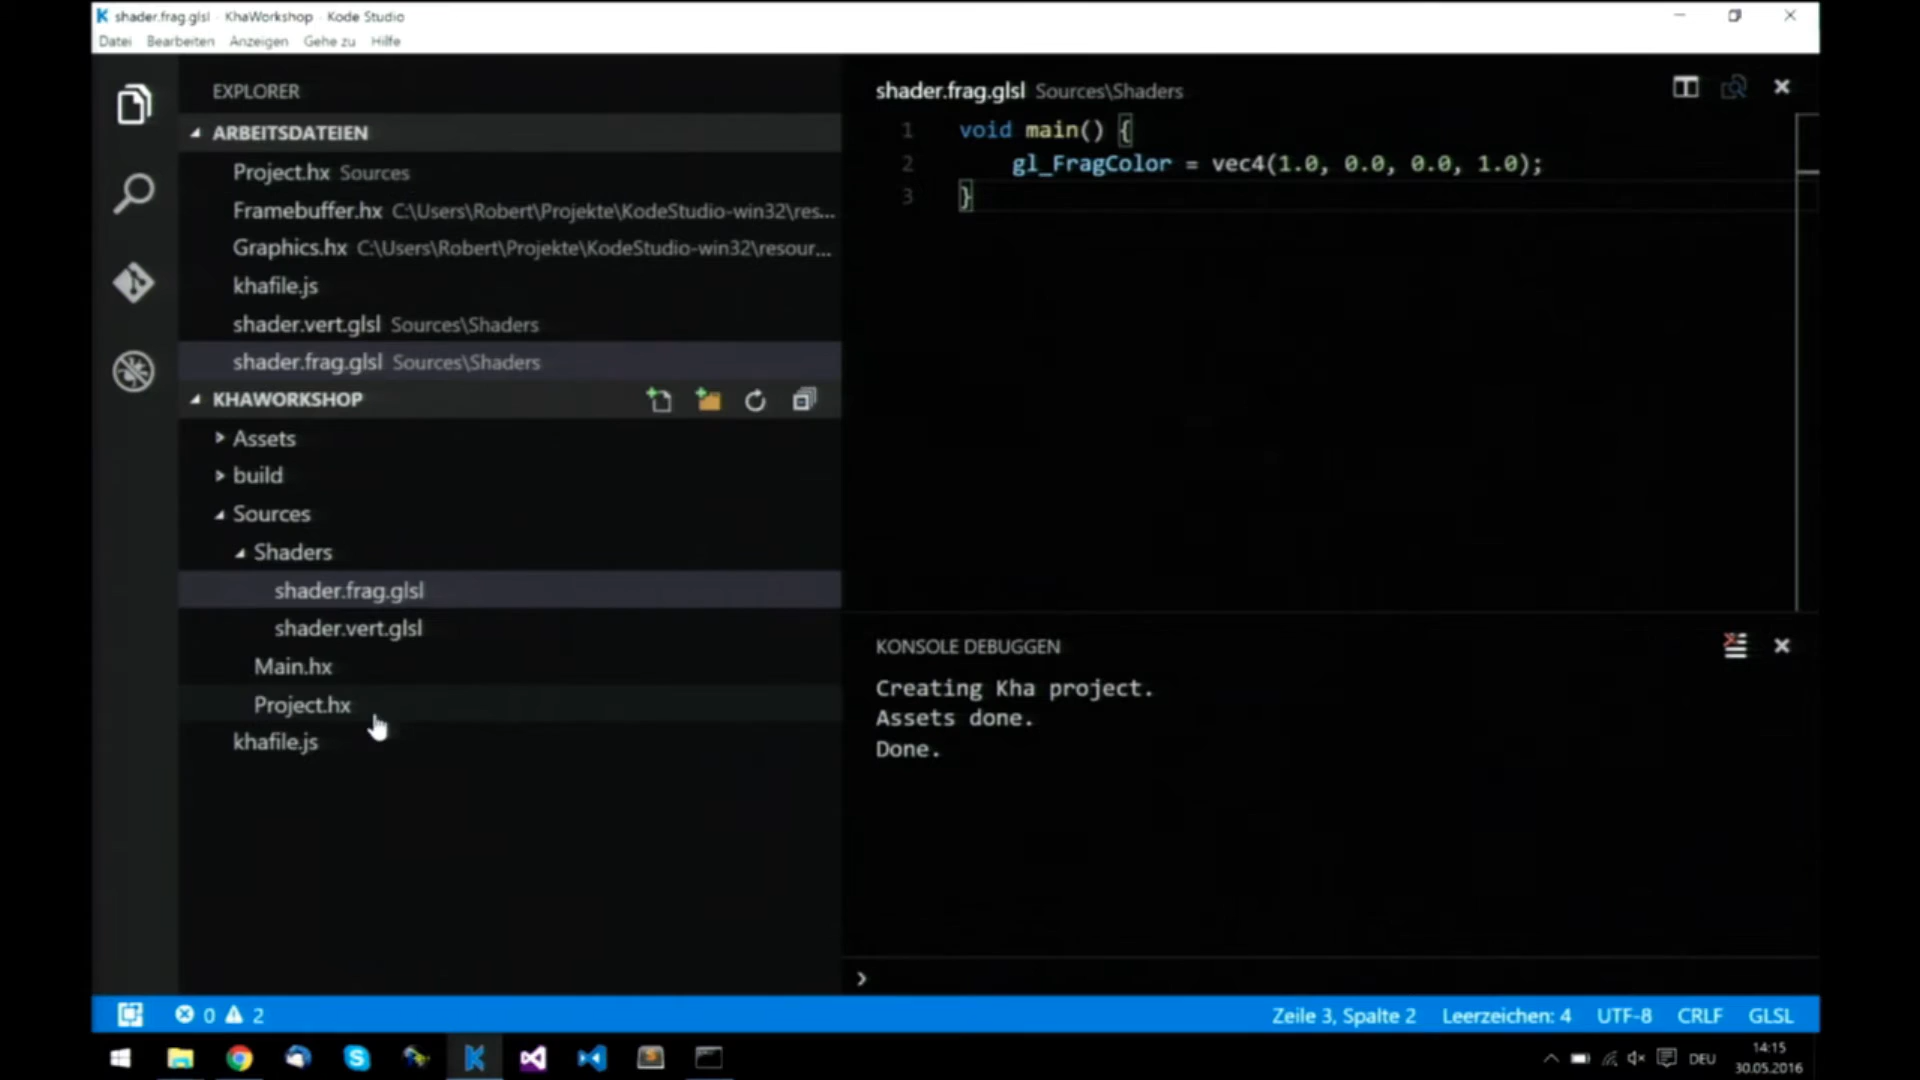 shader.frag.glsl - KhaWorkshop - Kode Studio
Datei Bearbeiten Anzeigen Gehe zu Hilfe
EXPLORER
ARBEITSDATEIEN
Project.hx Sources
Framebuffer.hx C:\Users\Robert\Projekte\KodeStudio-win32\res...
Graphics.hx C:\Users\Robert\Projekte\KodeStudio-win32\resour...
khafile.js
shader.vert.glsl Sources\Shaders
shader.frag.glsl Sources\Shaders
KHAWORKSHOP
Assets
build
Sources
Shaders
shader.frag.glsl
shader.vert.glsl
Main.hx
Project.hx
khafile.js
shader.frag.glsl Sources\Shaders
1 void main() {
2 gl_FragColor = vec4(1.0, 0.0, 0.0, 1.0);
3 }
KONSOLE DEBUGGEN
Creating Kha project.
Assets done.
Done.
0 2
Zeile 3, Spalte 2 Leerzeichen: 4 UTF-8 CRLF GLSL
DEU
14:15
30.05.2016